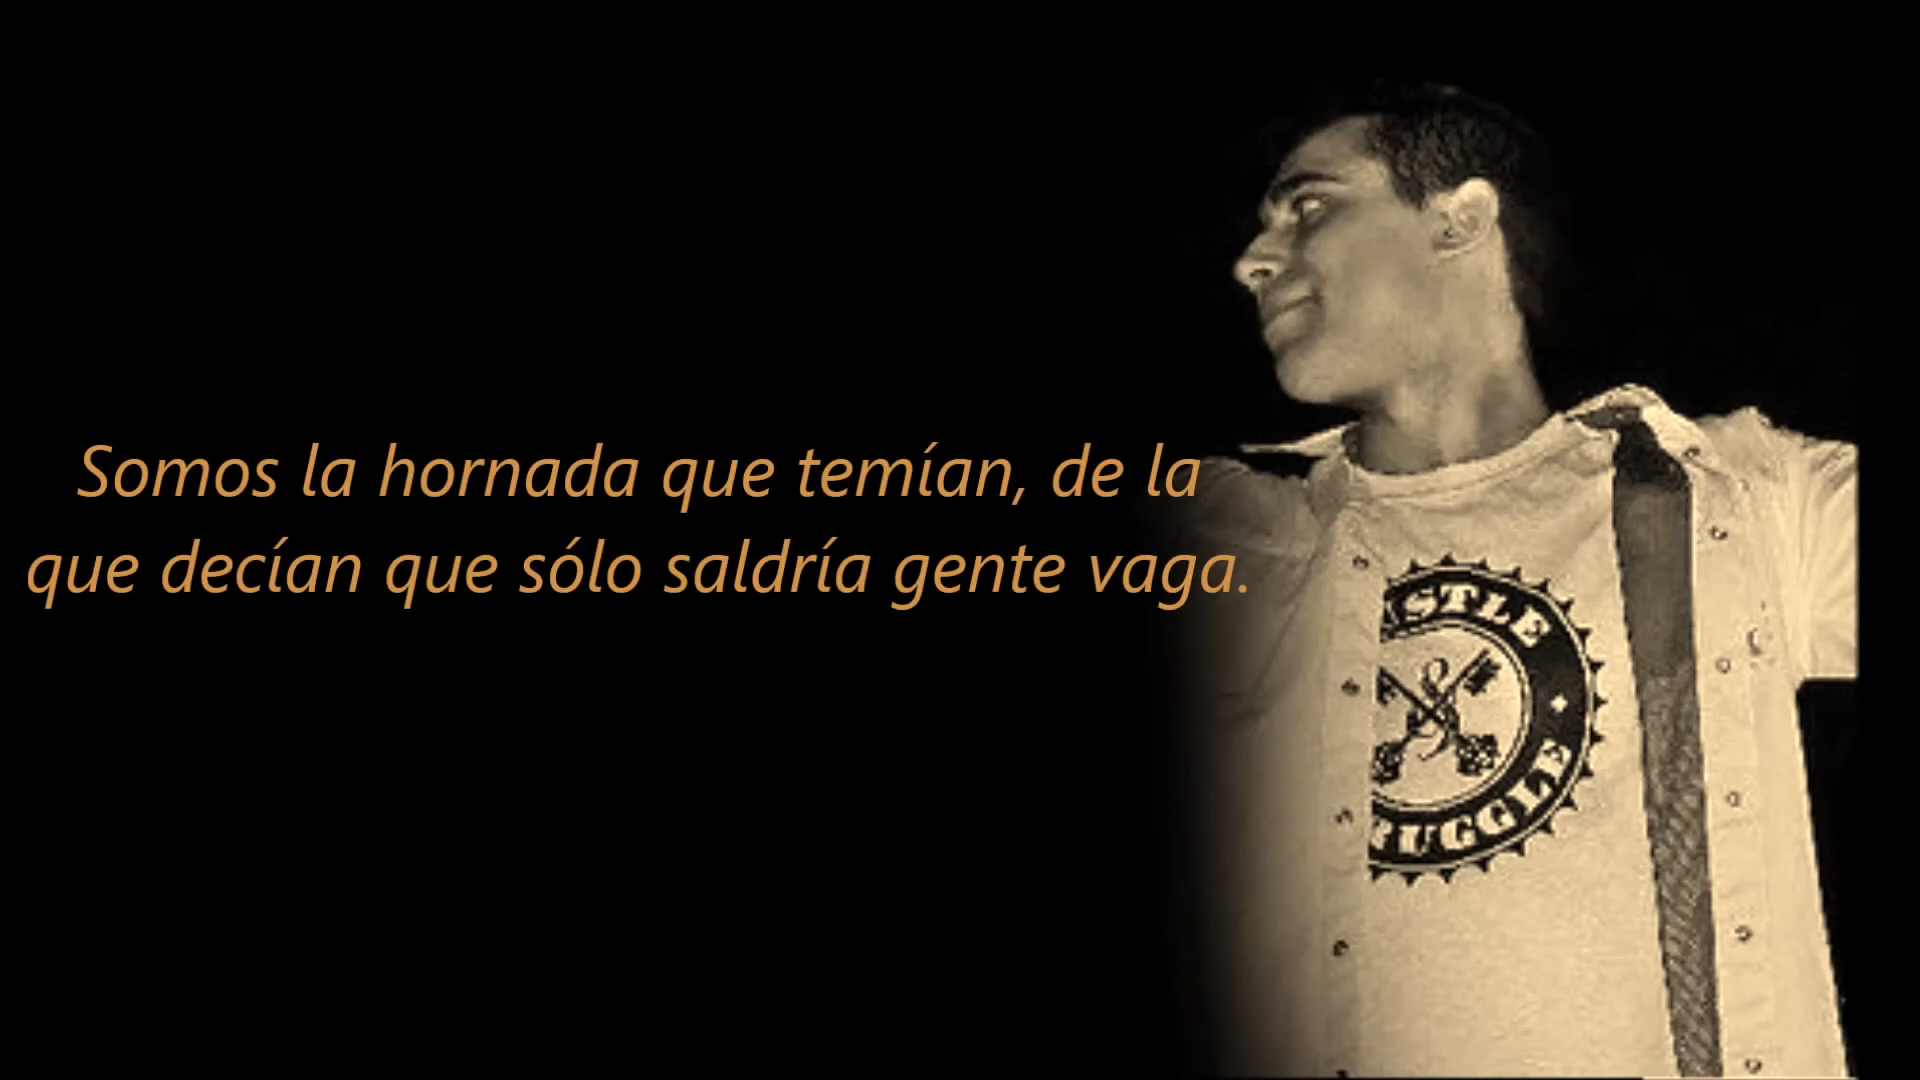 Somos la hornada que temían, de la
que decían que sólo saldría gente vaga.